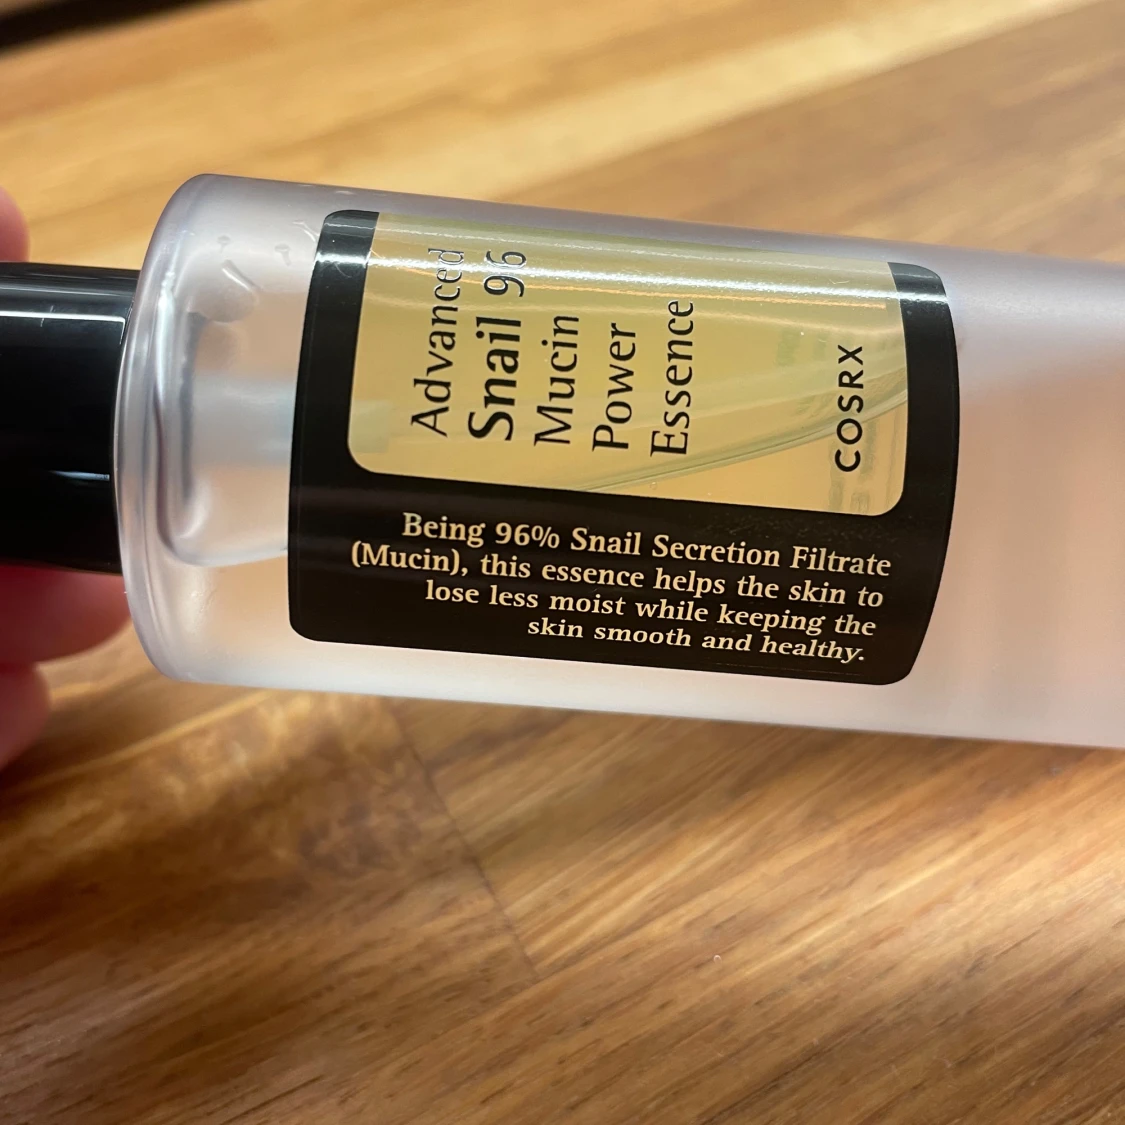 Advanced
Snail 96
Mucin
Power
Essence
COSRX
Being 96% Snail Secretion Filtrate
(Mucin), this essence helps the skin to
lose less moist while keeping the
skin smooth and healthy.